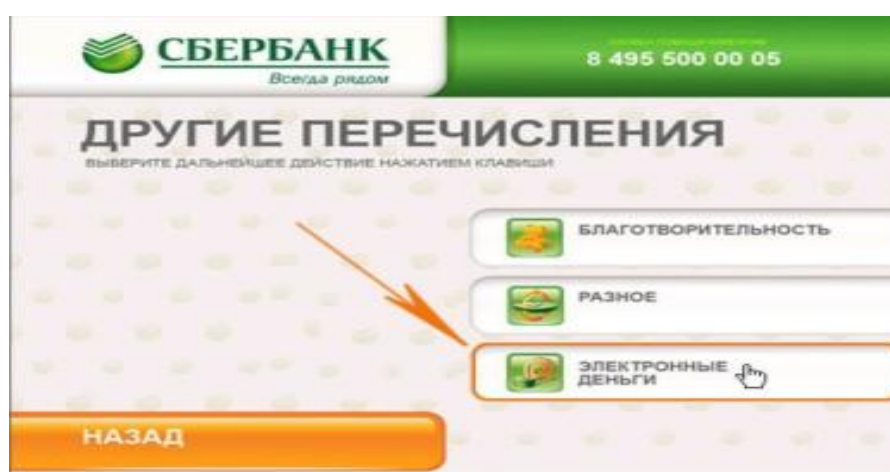 СБЕРБАНК
Всегда рядом
8 495 500 00 05
ДРУГИЕ ПЕРЕЧИСЛЕНИЯ
ВЫБЕРИТЕ ДАЛЬНЕЙШЕЕ ДЕЙСТВИЕ НАЖАТИЕМ КЛАВИШИ
БЛАГОТВОРИТЕЛЬНОСТЬ
РАЗНОЕ
ЭЛЕКТРОННЫЕ
ДЕНЬГИ
НАЗАД